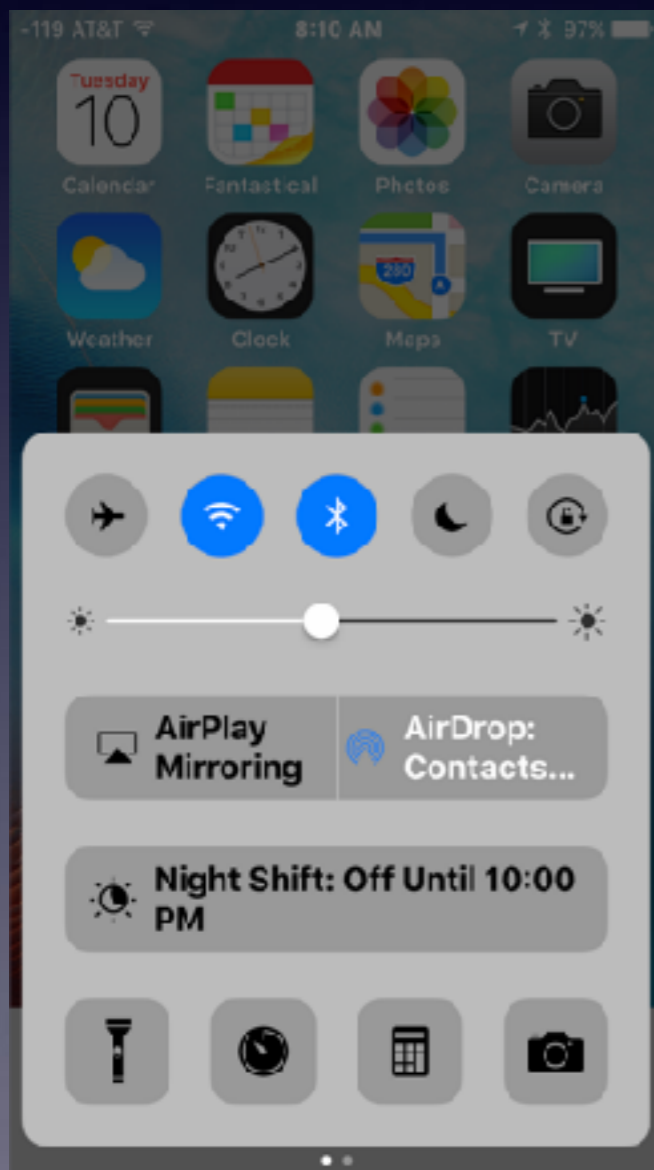 -119 AT&T 8:10 AM 97%
Tuesday
10
Calendar Fantastical Photos Camera
280
Weather Clock Maps TV
AirPlay
Mirroring
AirDrop:
Contacts...
Night Shift: Off Until 10:00
PM